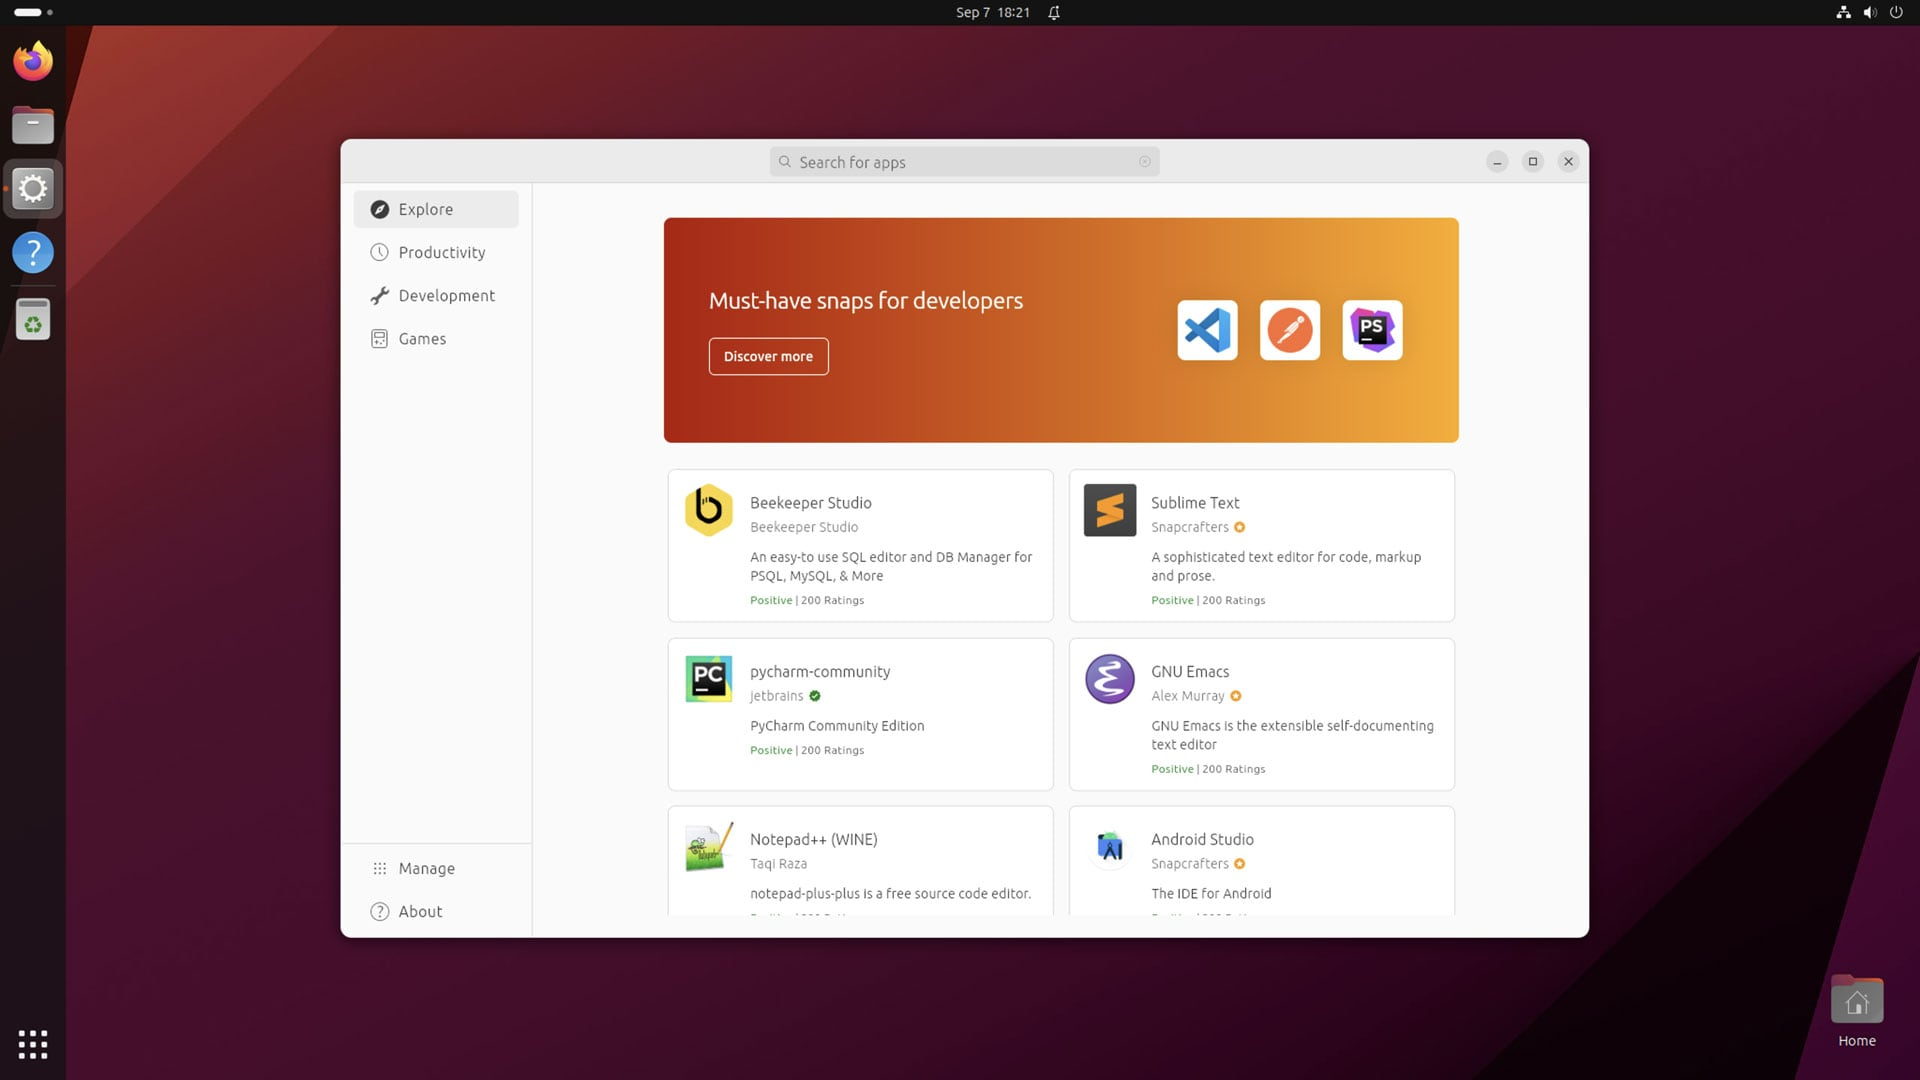 Sep 7 18:21
Search for apps
Explore
Productivity
Development
Games
Manage
About
Must-have snaps for developers
Discover more
PS
Beekeeper Studio
Beekeeper Studio
An easy-to use SQL editor and DB Manager for
PSQL, MySQL, & More
Positive | 200 Ratings
Sublime Text
Snapcrafters
A sophisticated text editor for code, markup
and prose.
Positive | 200 Ratings
PC
pycharm-community
jetbrains
PyCharm Community Edition
Positive | 200 Ratings
GNU Emacs
Alex Murray
GNU Emacs is the extensible self-documenting
text editor
Positive | 200 Ratings
Notepad++ (WINE)
Taqi Raza
notepad-plus-plus is a free source code editor.
Android Studio
Snapcrafters
The IDE for Android
Home